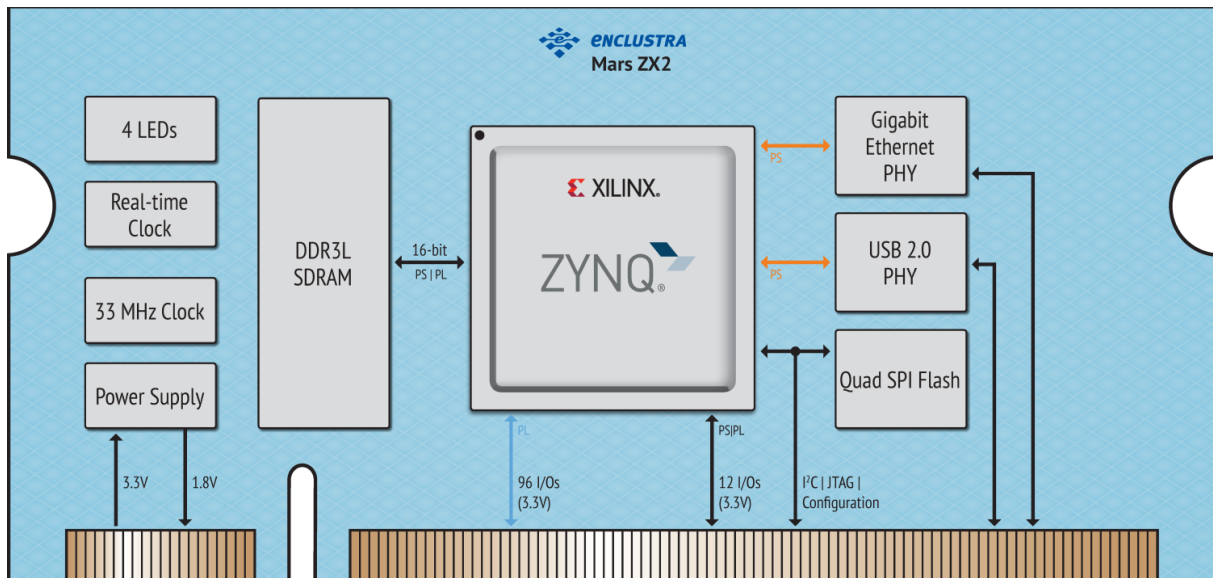 enclustra
Mars ZX2
4 LEDs
Real-time
Clock
33 MHz Clock
Power Supply
3.3V
1.8V
DDR3L
SDRAM
16-bit
PS | PL
XILINX®
ZYNQ®
PS
Gigabit
Ethernet
PHY
PS
USB 2.0
PHY
Quad SPI Flash
PL
96 I/Os
(3.3V)
PS|PL
12 I/Os
(3.3V)
I²C | JTAG |
Configuration